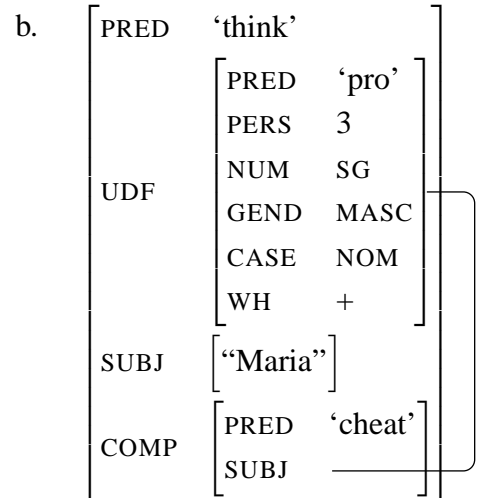 b.
PRED ‘think’
UDF
PRED ‘pro’
PERS 3
NUM SG
GEND MASC
CASE NOM
WH +
SUBJ “Maria”
COMP
PRED ‘cheat’
SUBJ